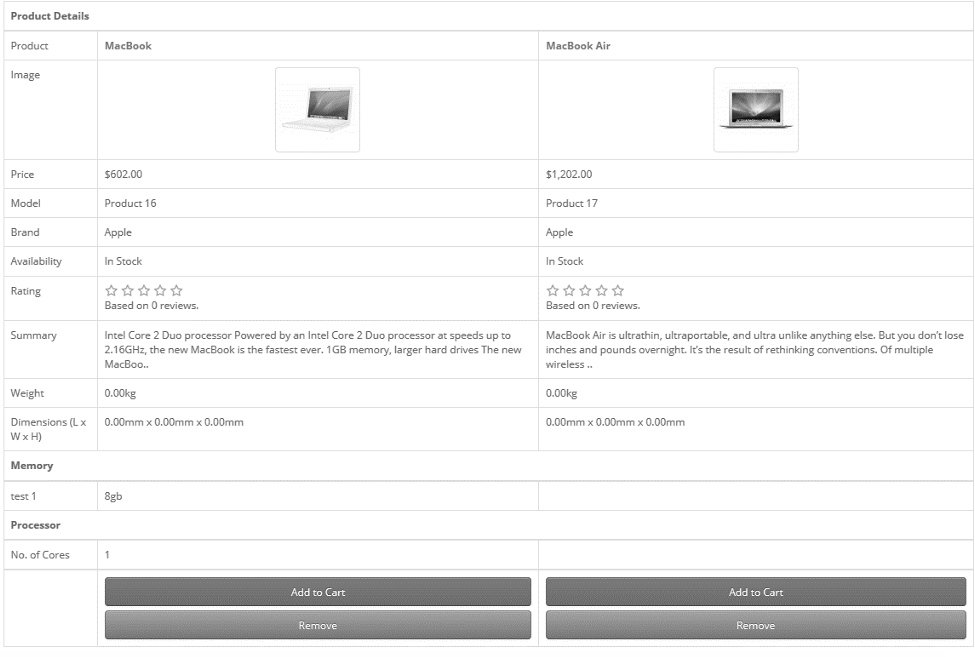 Product Details
Product MacBook MacBook Air
Image
Price $602.00 $1,202.00
Model Product 16 Product 17
Brand Apple Apple
Availability In Stock In Stock
Rating
Based on 0 reviews. Based on 0 reviews.
Summary Intel Core 2 Duo processor Powered by an Intel Core 2 Duo processor at speeds up to
2.16GHz, the new MacBook is the fastest ever. 1GB memory, larger hard drives The new
MacBoo..
MacBook Air is ultrathin, ultraportable, and ultra unlike anything else. But you don't lose
inches and pounds overnight. It's the result of rethinking conventions. Of multiple
wireless ..
Weight 0.00kg 0.00kg
Dimensions (L x
W x H)
0.00mm x 0.00mm x 0.00mm 0.00mm x 0.00mm x 0.00mm
Memory
test 1 8gb
Processor
No. of Cores 1
Add to Cart Add to Cart
Remove Remove